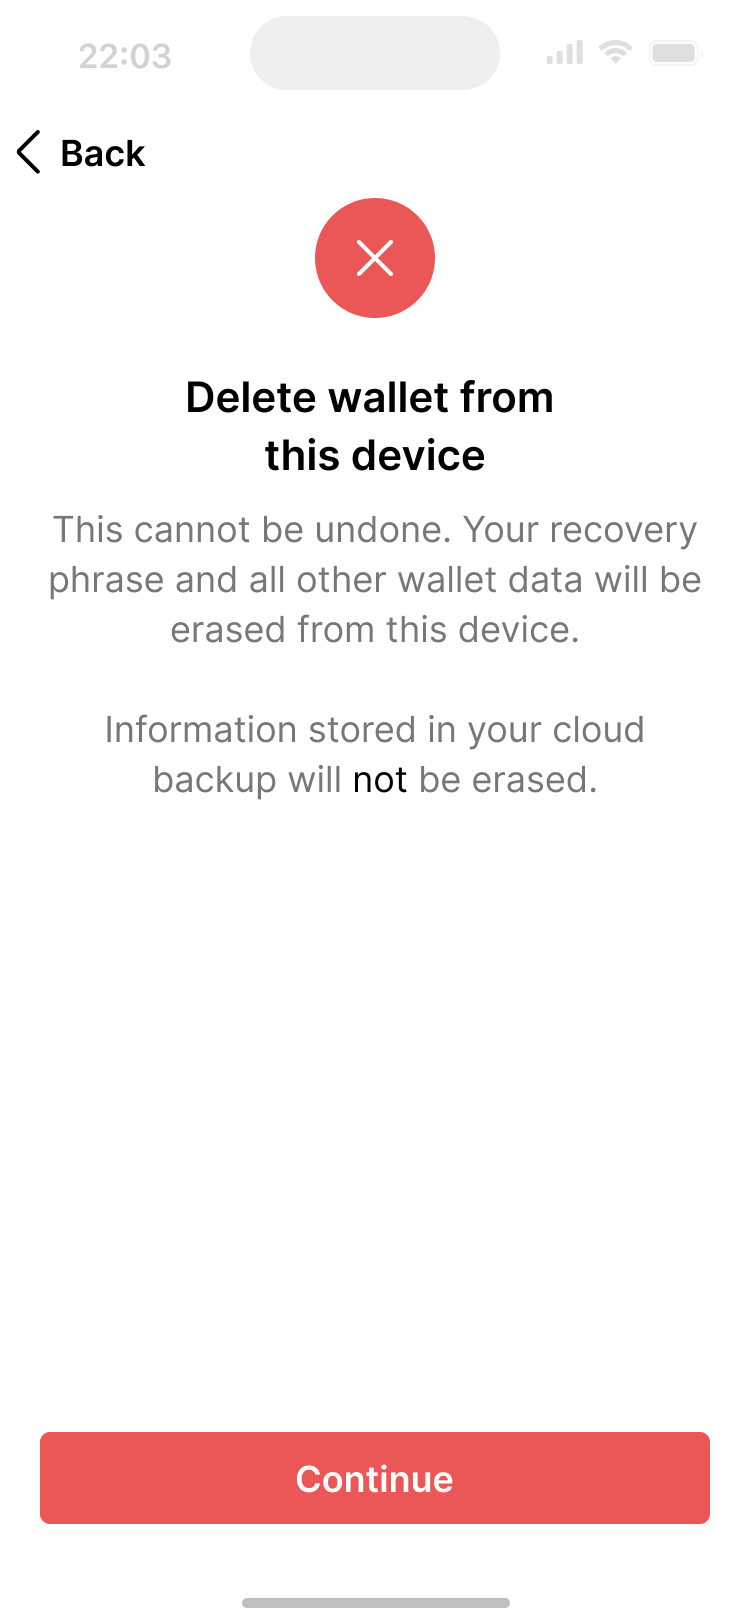 22:03
Back
Delete wallet from
this device
This cannot be undone. Your recovery
phrase and all other wallet data will be
erased from this device.
Information stored in your cloud
backup will not be erased.
Continue